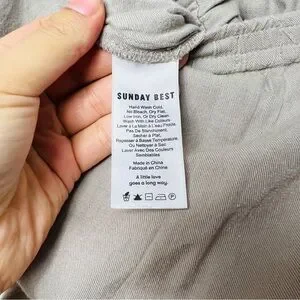 SUNDAY BEST
Hand Wash Cold,
No Bleach, Dry Flat,
Low Iron, Or Dry Clean
Wash With Like Colours
Laver à La Main à L'eau Froide,
Pas De Blanchiment,
Sécher à Plat,
Repasser à Basse Température,
Ou Nettoyer à Sec
Laver Avec Des Couleurs
Semblables
Made in China
Fabriqué en China
A little love
goes a long way.